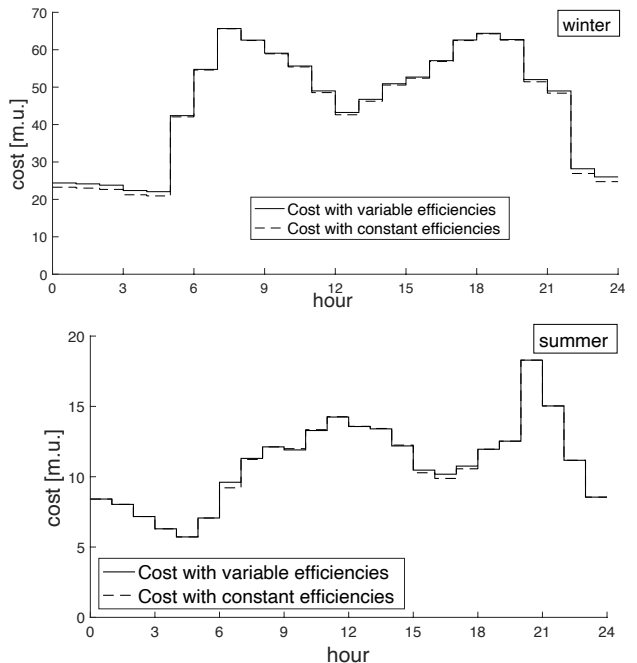 70
winter
60
50
40
30
20
10
0
cost [m.u.]
Cost with variable efficiencies
Cost with constant efficiencies
0 3 6 9 12 15 18 21 24
hour
20
summer
15
10
5
0
cost [m.u.]
Cost with variable efficiencies
Cost with constant efficiencies
0 3 6 9 12 15 18 21 24
hour